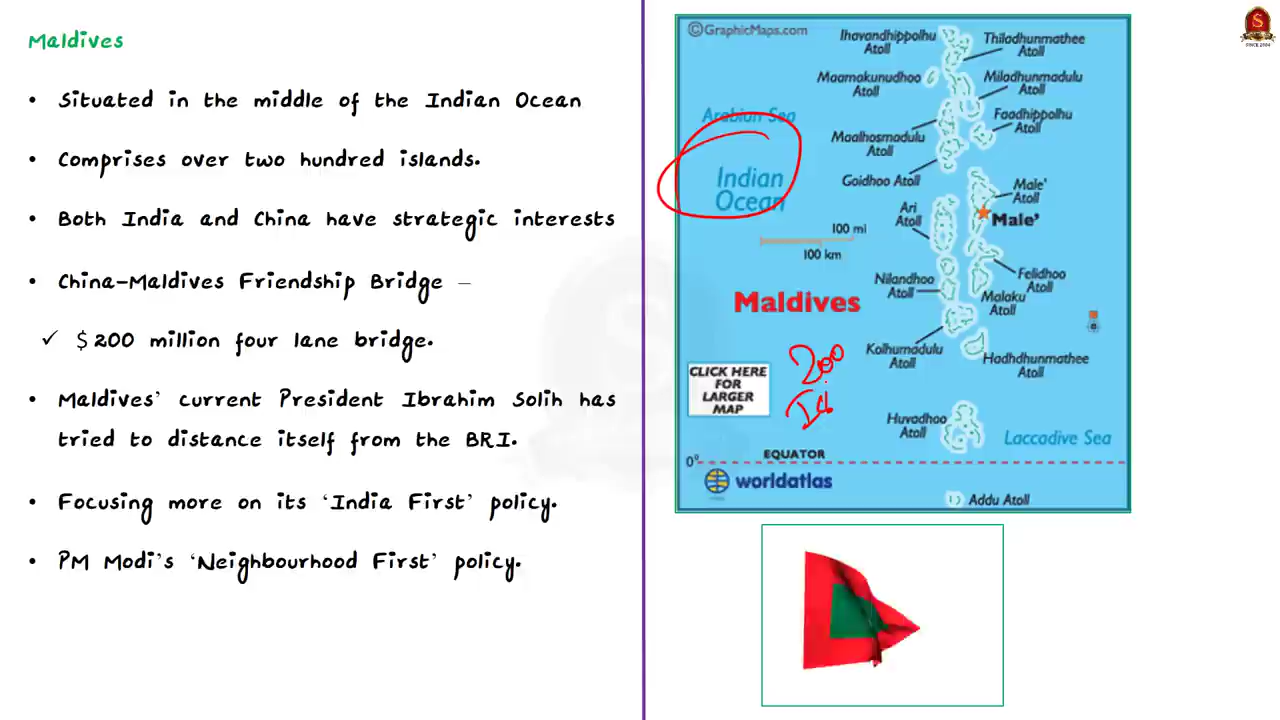 Maldives
• Situated in the middle of the Indian Ocean
• Comprises over two hundred islands.
• Both India and China have strategic interests
• China-Maldives Friendship Bridge –
✓ $200 million four lane bridge.
• Maldives' current President Ibrahim Solih has
tried to distance itself from the BRI.
• Focusing more on its 'India First' policy.
• PM Modi's 'Neighbourhood First' policy.
©GraphicMaps.com
Ihavandhippolhu
Atoll
Thiladhunmathee
Atoll
Maamakunudhoo
Atoll
Miladhunmadulu
Atoll
Arabian Sea
Faadhippolhu
Atoll
Maalhosmadulu
Atoll
Indian
Ocean
Goidhoo Atoll
Male'
Atoll
Ari
Atoll
Male'
100 mi
100 km
Nilandhoo
Atoll
Felidhoo
Atoll
Malaku
Atoll
Maldives
Kolhumadulu
Atoll
Hadhdhunmathee
Atoll
200
CLICK HERE
FOR
LARGER
MAP
Huvadhoo
Atoll
Laccadive Sea
EQUATOR
0°
worldatlas
Addu Atoll
S
SINCE 2004